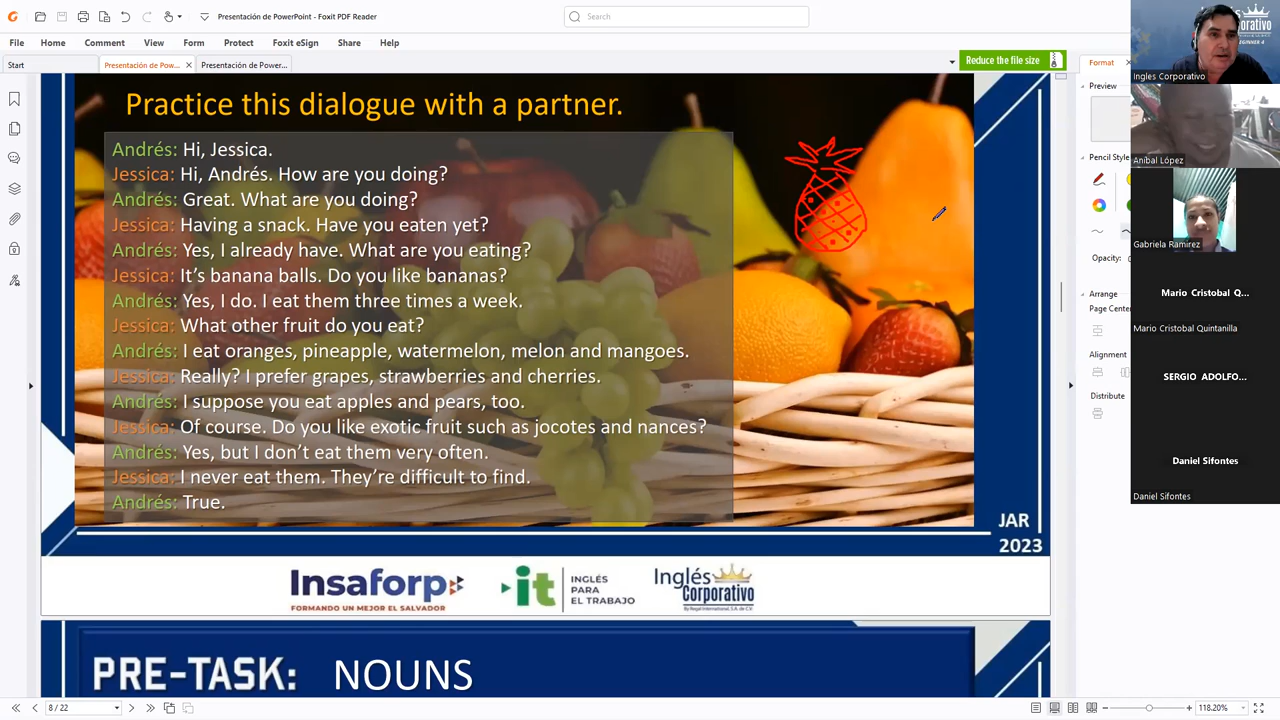 Presentación de PowerPoint - Foxit PDF Reader
Search
File Home Comment View Form Protect Foxit eSign Share Help
Start
Presentación de Pow...
Presentación de Power...
Reduce the file size
Format
Preview
Pencil Style
Opacity:
Arrange
Page Center
Alignment
Distribute
Practice this dialogue with a partner.
Andrés: Hi, Jessica.
Jessica: Hi, Andrés. How are you doing?
Andrés: Great. What are you doing?
Jessica: Having a snack. Have you eaten yet?
Andrés: Yes, I already have. What are you eating?
Jessica: It's banana balls. Do you like bananas?
Andrés: Yes, I do. I eat them three times a week.
Jessica: What other fruit do you eat?
Andrés: I eat oranges, pineapple, watermelon, melon and mangoes.
Jessica: Really? I prefer grapes, strawberries and cherries.
Andrés: I suppose you eat apples and pears, too.
Jessica: Of course. Do you like exotic fruit such as jocotes and nances?
Andrés: Yes, but I don't eat them very often.
Jessica: I never eat them. They're difficult to find.
Andrés: True.
JAR
2023
Insaforp
FORMANDO UN MEJOR EL SALVADOR
it
INGLÉS
PARA
EL TRABAJO
Inglés
Corporativo
By Regal International, S.A. de C.V.
PRE-TASK: NOUNS
8 / 22
118.20%
Ingles Corporativo
Aníbal López
Gabriela Ramirez
Mario Cristobal Q...
Mario Cristobal Quintanilla
SERGIO ADOLFO...
Daniel Sifontes
Daniel Sifontes